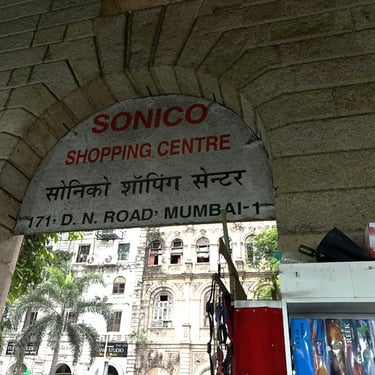 SONICO
SHOPPING CENTRE
सोनिको शॉपिंग सेन्टर
171, D. N. ROAD, MUMBAI-1